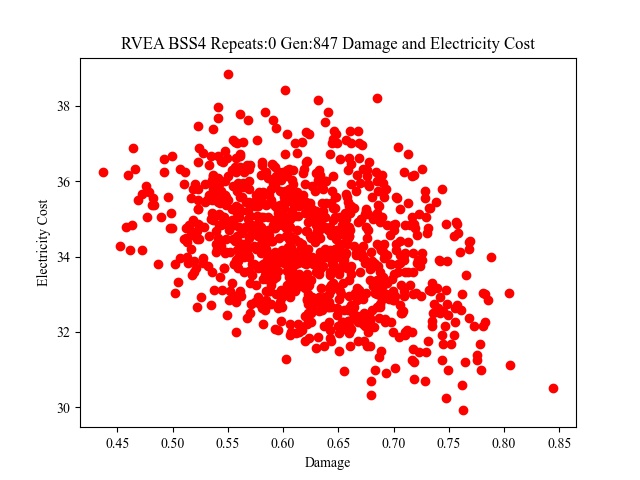 RVEA BSS4 Repeats:0 Gen:847 Damage and Electricity Cost
Electricity Cost
38
36
34
32
30
0.45 0.50 0.55 0.60 0.65 0.70 0.75 0.80 0.85
Damage